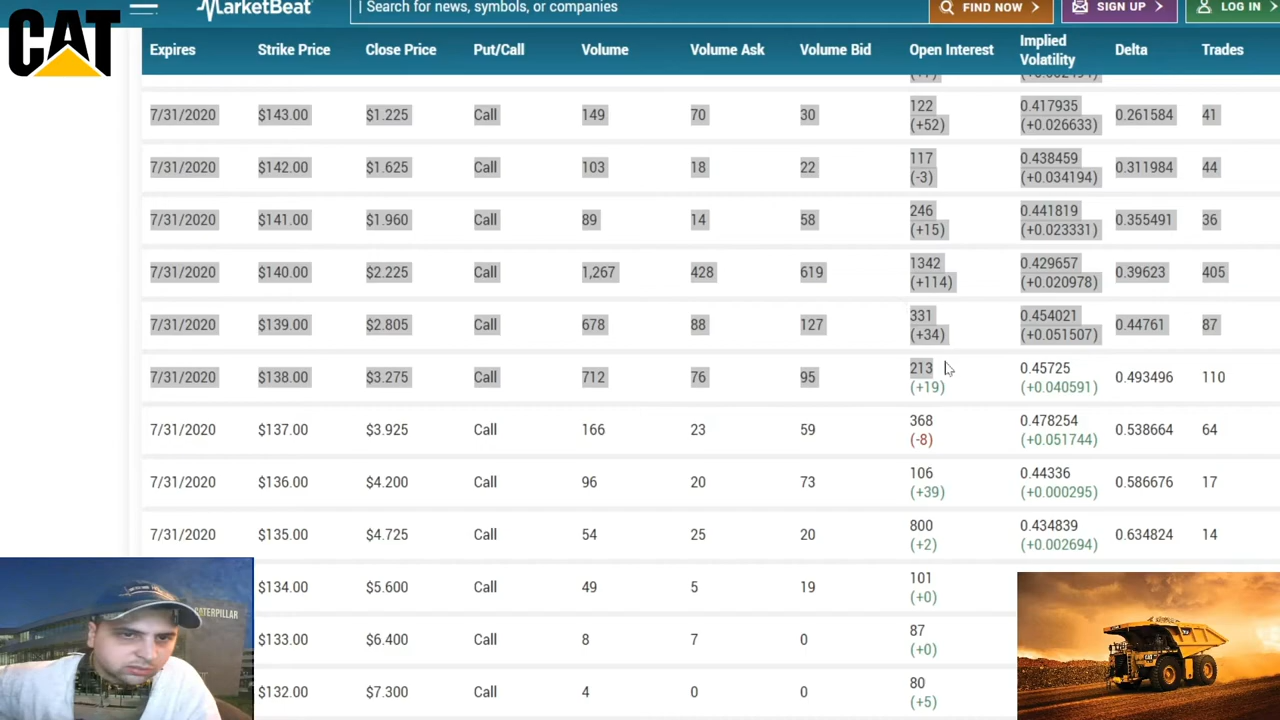 CAT
MarketBeat
Search for news, symbols, or companies
FIND NOW
SIGN UP
LOG IN
Expires Strike Price Close Price Put/Call Volume Volume Ask Volume Bid Open Interest Implied Volatility Delta Trades
7/31/2020 $143.00 $1.225 Call 149 70 30 122 (+52) 0.417935 (+0.026633) 0.261584 41
7/31/2020 $142.00 $1.625 Call 103 18 22 117 (-3) 0.438459 (+0.034194) 0.311984 44
7/31/2020 $141.00 $1.960 Call 89 14 58 246 (+15) 0.441819 (+0.023331) 0.355491 36
7/31/2020 $140.00 $2.225 Call 1,267 428 619 1342 (+114) 0.429657 (+0.020978) 0.39623 405
7/31/2020 $139.00 $2.805 Call 678 88 127 331 (+34) 0.454021 (+0.051507) 0.44761 87
7/31/2020 $138.00 $3.275 Call 712 76 95 213 (+19) 0.45725 (+0.040591) 0.493496 110
7/31/2020 $137.00 $3.925 Call 166 23 59 368 (-8) 0.478254 (+0.051744) 0.538664 64
7/31/2020 $136.00 $4.200 Call 96 20 73 106 (+39) 0.44336 (+0.000295) 0.586676 17
7/31/2020 $135.00 $4.725 Call 54 25 20 800 (+2) 0.434839 (+0.002694) 0.634824 14
$134.00 $5.600 Call 49 5 19 101 (+0)
$133.00 $6.400 Call 8 7 0 87 (+0)
$132.00 $7.300 Call 4 0 0 80 (+5)
CATERPILLAR